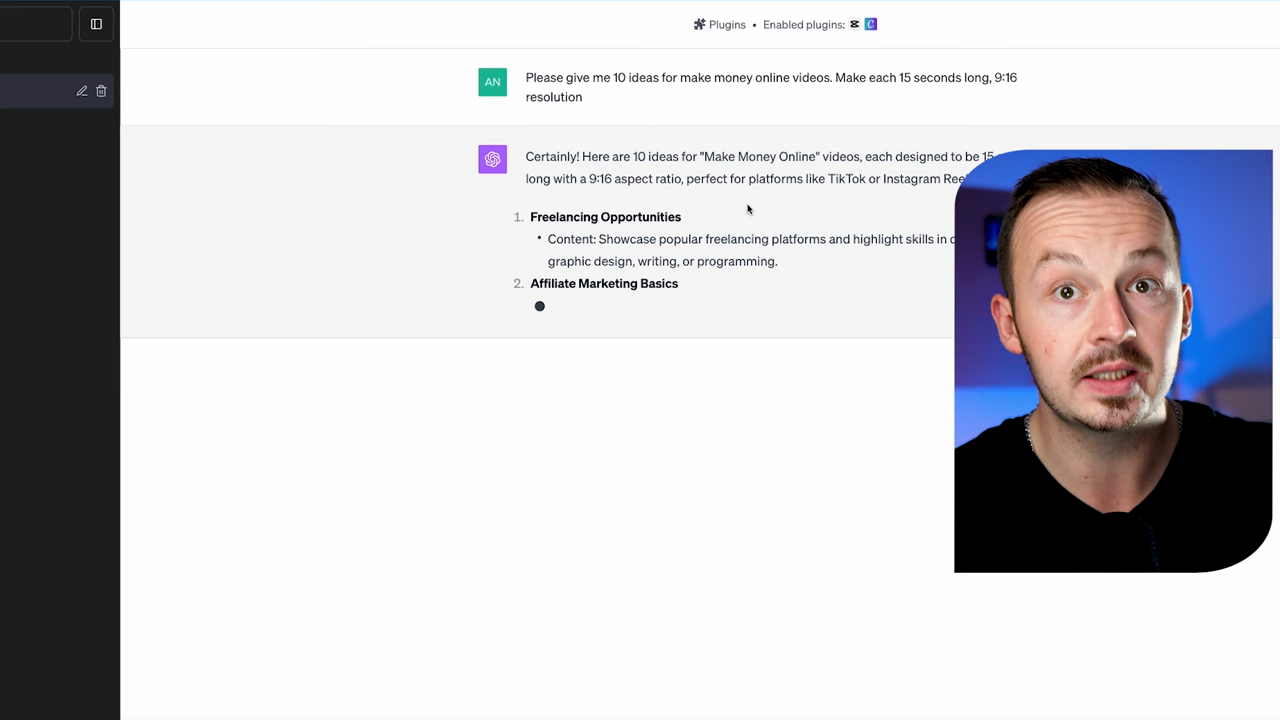 Plugins • Enabled plugins:
AN
Please give me 10 ideas for make money online videos. Make each 15 seconds long, 9:16
resolution
Certainly! Here are 10 ideas for "Make Money Online" videos, each designed to be 15
long with a 9:16 aspect ratio, perfect for platforms like TikTok or Instagram
1. Freelancing Opportunities
• Content: Showcase popular freelancing platforms and highlight skills in
graphic design, writing, or programming.
2. Affiliate Marketing Basics